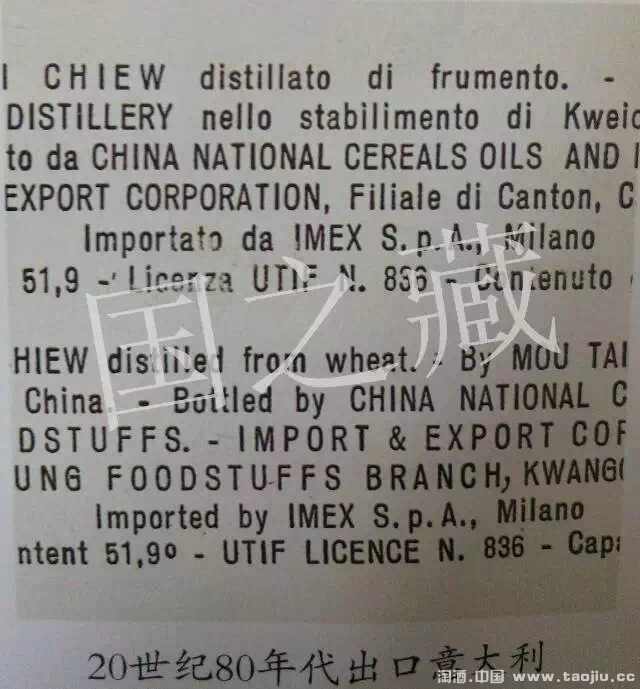 I CHIEW distillato di frumento. -
DISTILLERY nello stabilimento di Kweic
to da CHINA NATIONAL CEREALS OILS AND I
EXPORT CORPORATION, Filiale di Canton, C
Importato da IMEX S.p.A., Milano
51,9 - Licenza UTIF N. 836 - Contenuto
国之藏
HIEW distilled from wheat. - By MOU TAI
China. - Bottled by CHINA NATIONAL C
DSTUFFS. - IMPORT & EXPORT COR
UNG FOODSTUFFS BRANCH, KWANG
Imported by IMEX S.p.A., Milano
ntent 51,9º - UTIF LICENCE N. 836 - Capa
20世纪80年代出口意大利
淘酒.中国 www.taojiu.cc